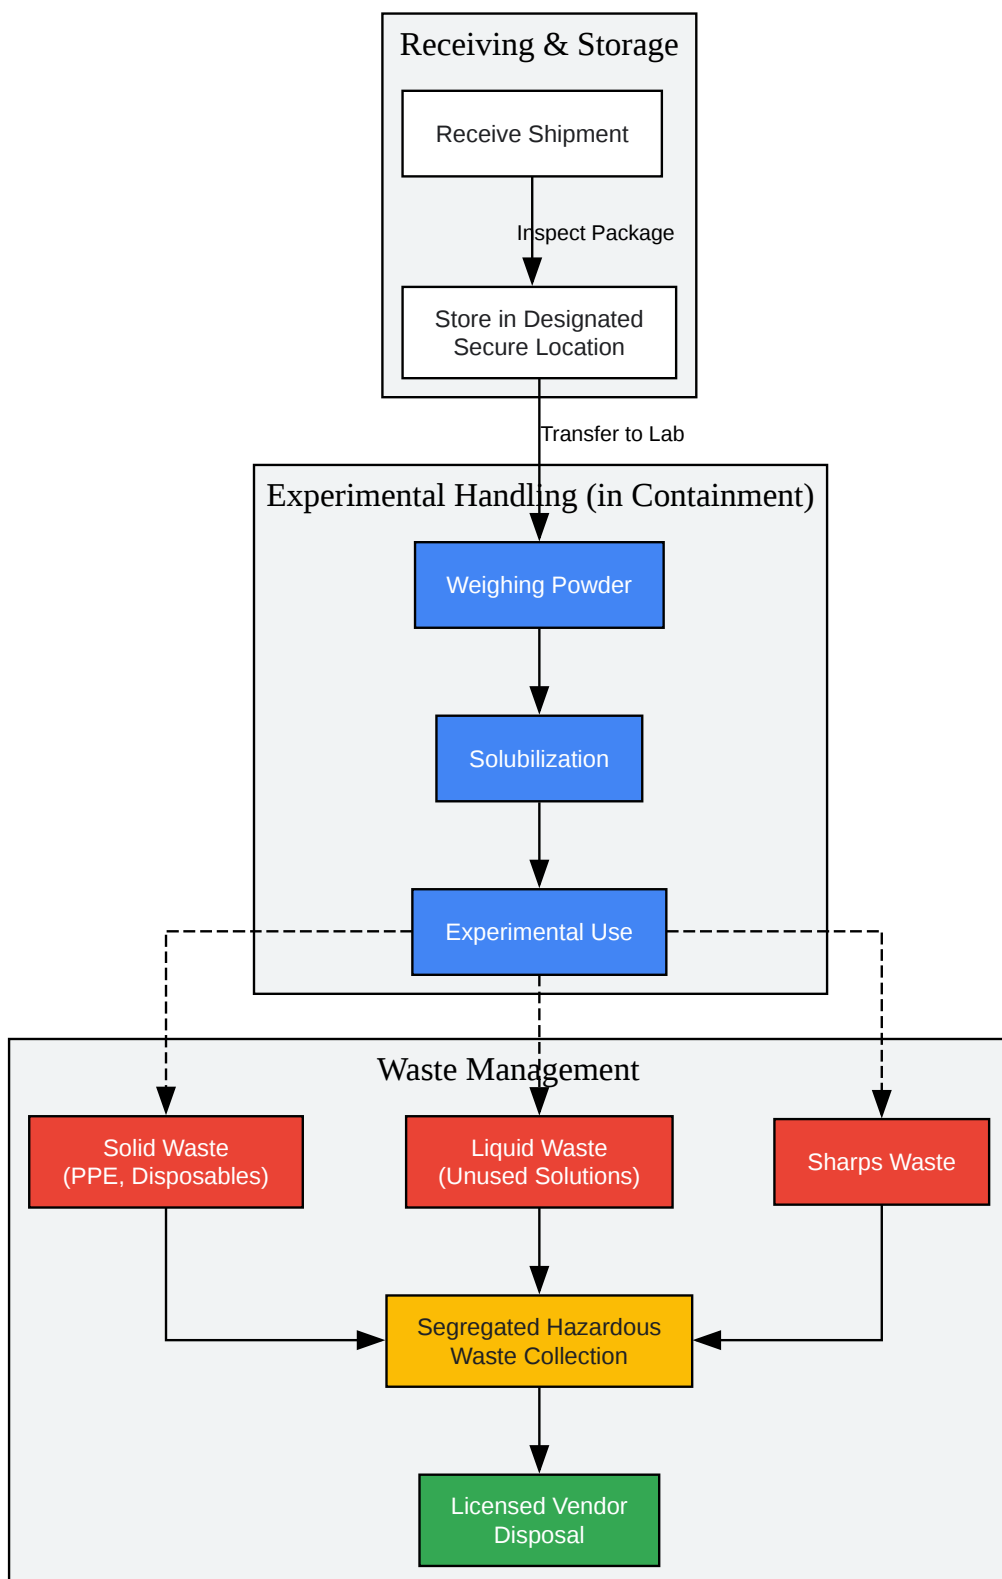 Receiving & Storage
Receive Shipment
Inspect Package
Store in Designated
Secure Location
Transfer to Lab
Experimental Handling (in Containment)
Weighing Powder
Solubilization
Experimental Use
Waste Management
Solid Waste
(PPE, Disposables)
Liquid Waste
(Unused Solutions)
Sharps Waste
Segregated Hazardous
Waste Collection
Licensed Vendor
Disposal